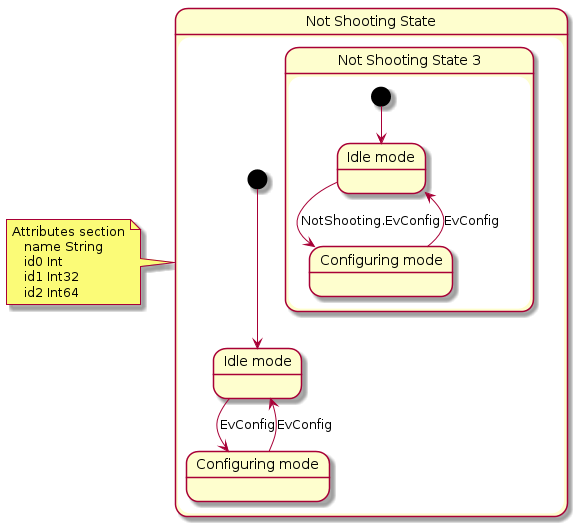 Not Shooting State
Not Shooting State 3
Idle mode
NotShooting.EvConfig
EvConfig
Configuring mode
Attributes section
name String
id0 Int
id1 Int32
id2 Int64
Idle mode
EvConfig
EvConfig
Configuring mode